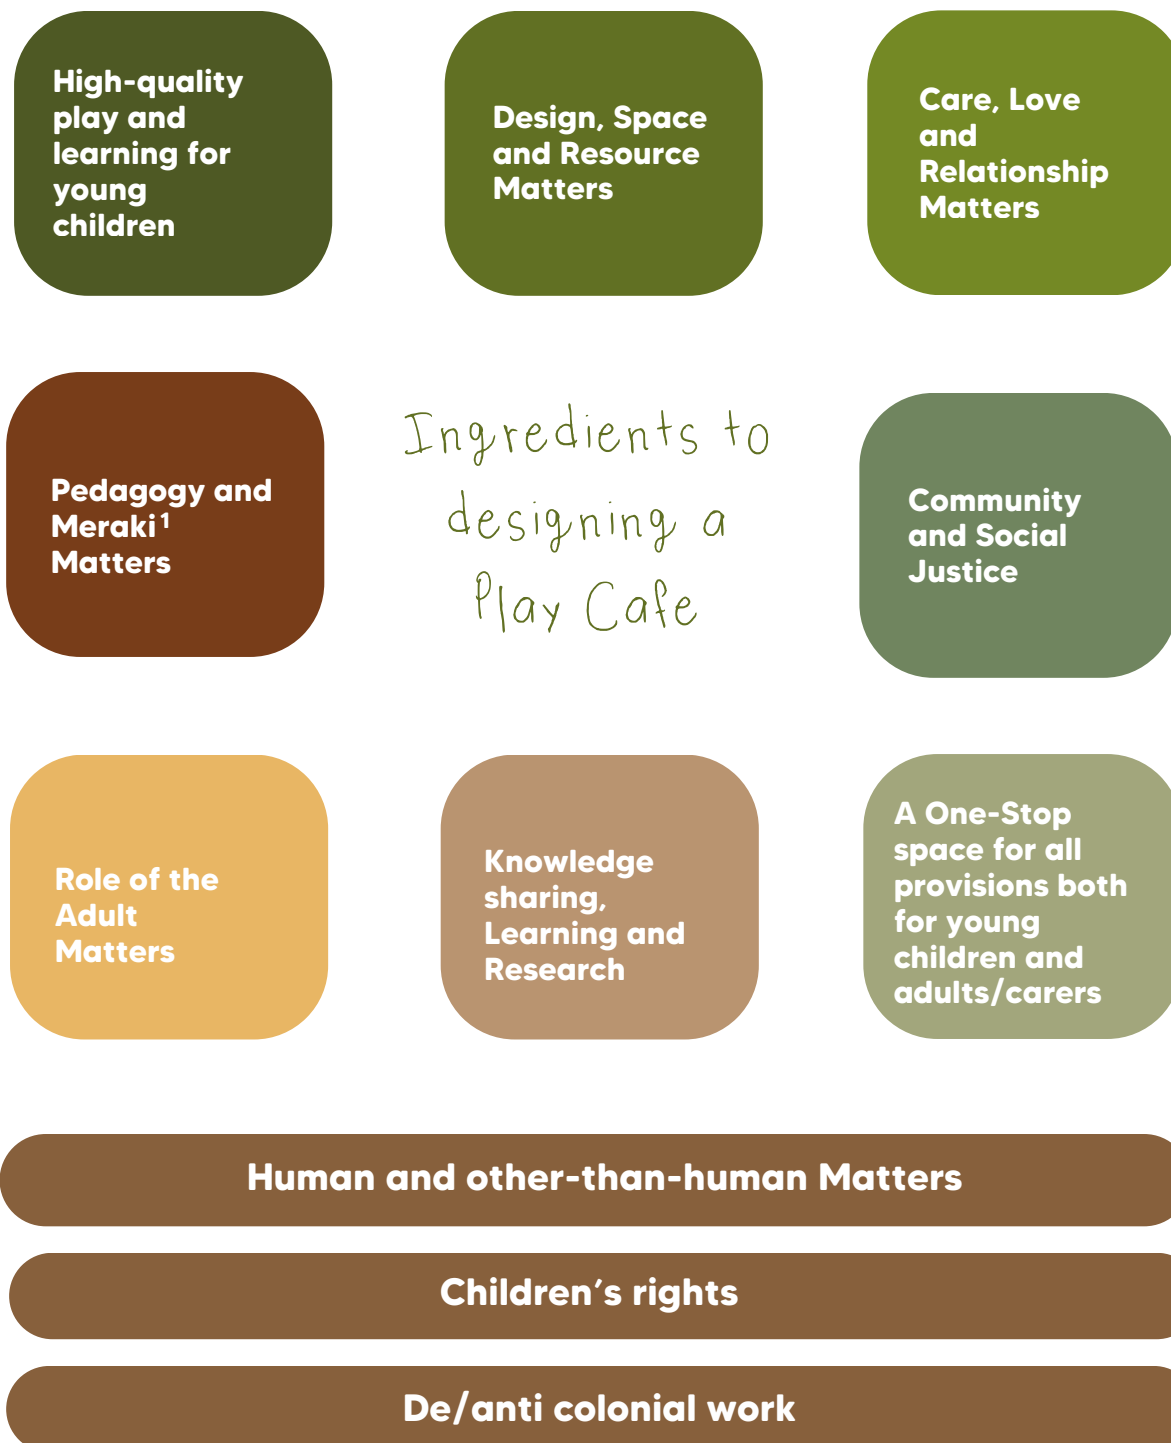 High-quality
play and
learning for
young
children
Design, Space
and Resource
Matters
Care, Love
and
Relationship
Matters
Pedagogy and
Meraki¹
Matters
Ingredients to
designing a
Play Cafe
Community
and Social
Justice
Role of the
Adult
Matters
Knowledge
sharing,
Learning and
Research
A One-Stop
space for all
provisions both
for young
children and
adults/carers
Human and other-than-human Matters
Children's rights
De/anti colonial work